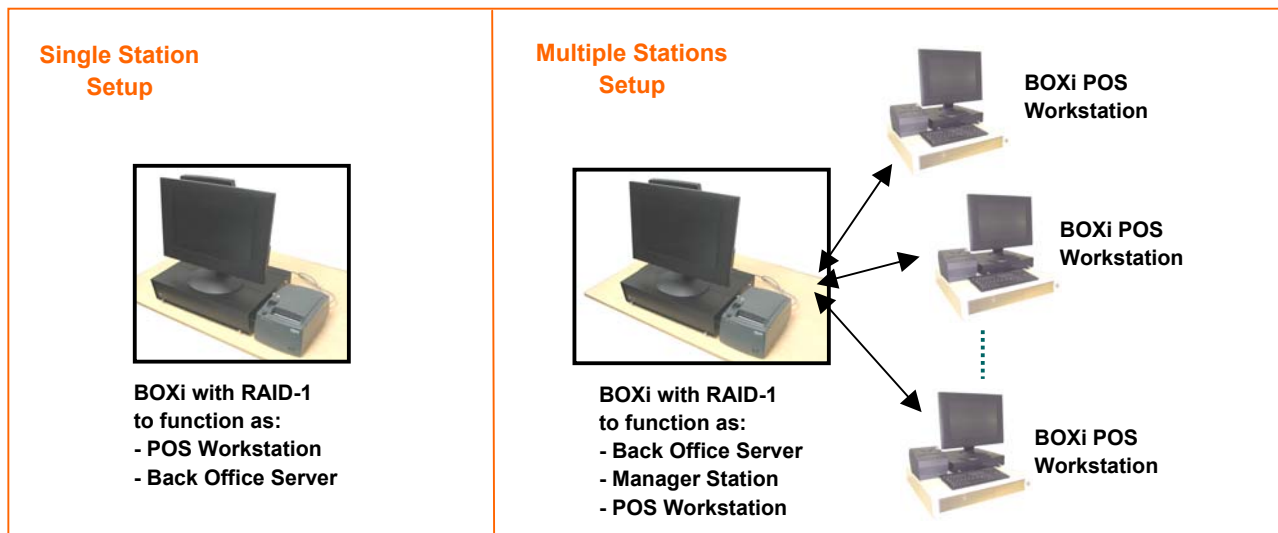 Single Station
Setup
BOXi with RAID-1
to function as:
- POS Workstation
- Back Office Server
Multiple Stations
Setup
BOXi with RAID-1
to function as:
- Back Office Server
- Manager Station
- POS Workstation
BOXi POS
Workstation
BOXi POS
Workstation
BOXi POS
Workstation